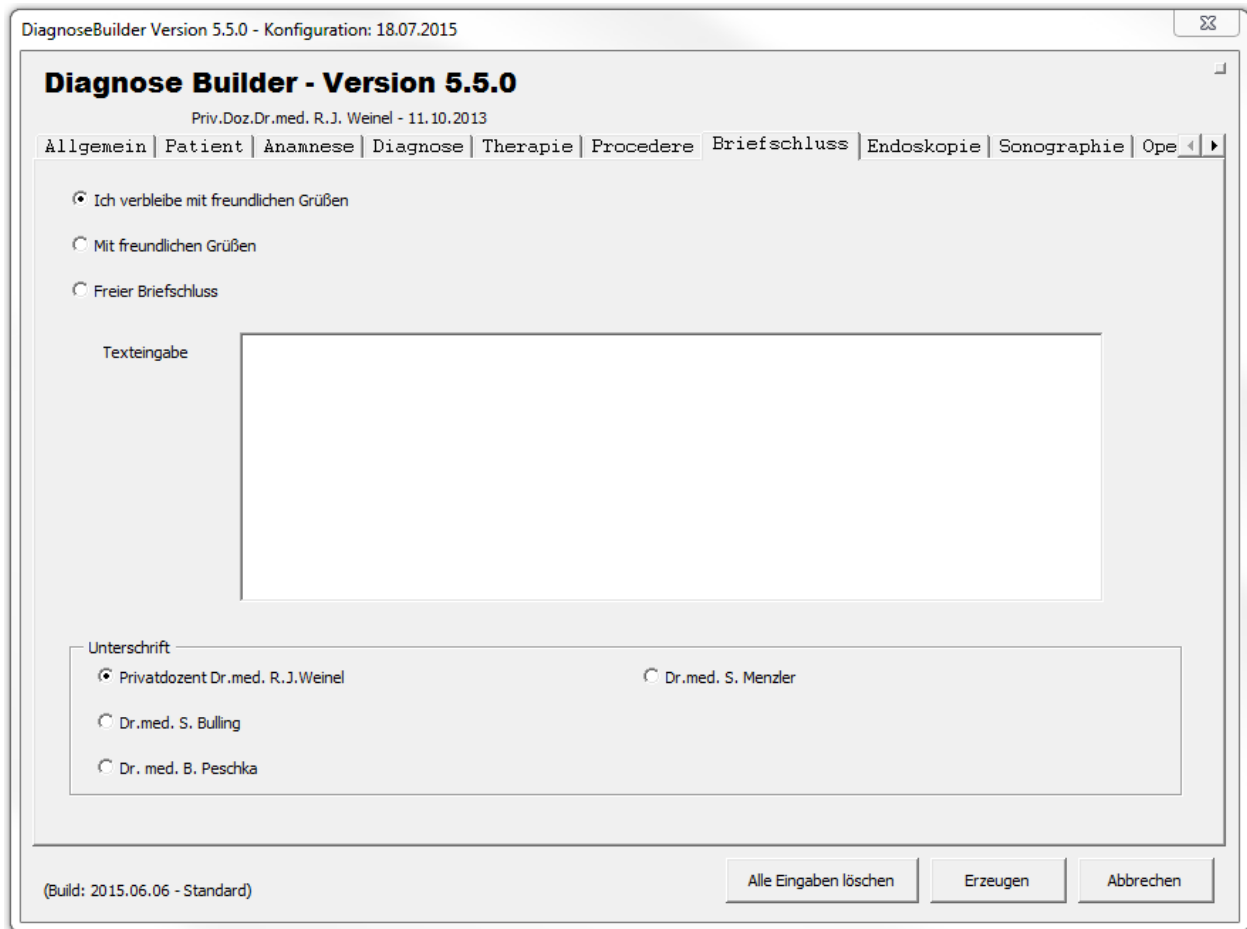 DiagnoseBuilder Version 5.5.0 - Konfiguration: 18.07.2015
Diagnose Builder - Version 5.5.0
Priv.Doz.Dr.med. R.J. Weinel - 11.10.2013
Allgemein Patient Anamnese Diagnose Therapie Procedere Briefschluss Endoskopie Sonographie Ope
Ich verbleibe mit freundlichen Grüßen
Mit freundlichen Grüßen
Freier Briefschluss
Texteingabe
Unterschrift
Privatdozent Dr.med. R.J.Weinel Dr.med. S. Menzler
Dr.med. S. Bulling
Dr. med. B. Peschka
(Build: 2015.06.06 - Standard) Alle Eingaben löschen Erzeugen Abbrechen